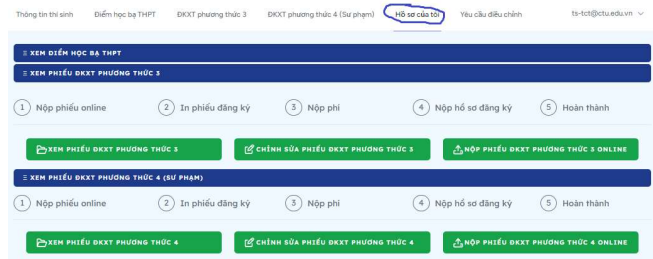 Thông tin thí sinh Điểm học bạ THPT ĐKXT phương thức 3 ĐKXT phương thức 4 (Sư phạm) Hồ sơ của tôi Yêu cầu điều chỉnh ts-tct@ctu.edu.vn
XEM ĐIỂM HỌC BẠ THPT
XEM PHIẾU ĐKXT PHƯƠNG THỨC 3
1 Nộp phiếu online 2 In phiếu đăng ký 3 Nộp phí 4 Nộp hồ sơ đăng ký 5 Hoàn thành
XEM PHIẾU ĐKXT PHƯƠNG THỨC 3 CHỈNH SỬA PHIẾU ĐKXT PHƯƠNG THỨC 3 NỘP PHIẾU ĐKXT PHƯƠNG THỨC 3 ONLINE
XEM PHIẾU ĐKXT PHƯƠNG THỨC 4 (SƯ PHẠM)
1 Nộp phiếu online 2 In phiếu đăng ký 3 Nộp phí 4 Nộp hồ sơ đăng ký 5 Hoàn thành
XEM PHIẾU ĐKXT PHƯƠNG THỨC 4 CHỈNH SỬA PHIẾU ĐKXT PHƯƠNG THỨC 4 NỘP PHIẾU ĐKXT PHƯƠNG THỨC 4 ONLINE